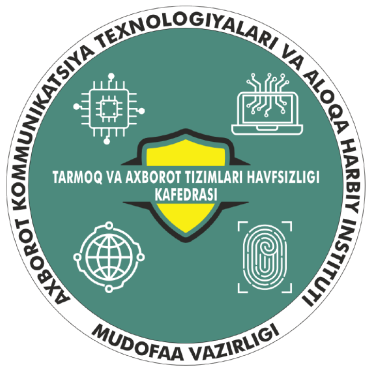 AXBOROT KOMMUNIKATSIYA TEXNOLOGIYALARI VA ALOQA HARBIY INSTITUTI
TARMOQ VA AXBOROT TIZIMLARI HAVFSIZLIGI
KAFEDRASI
MUDOFAA VAZIRLIGI